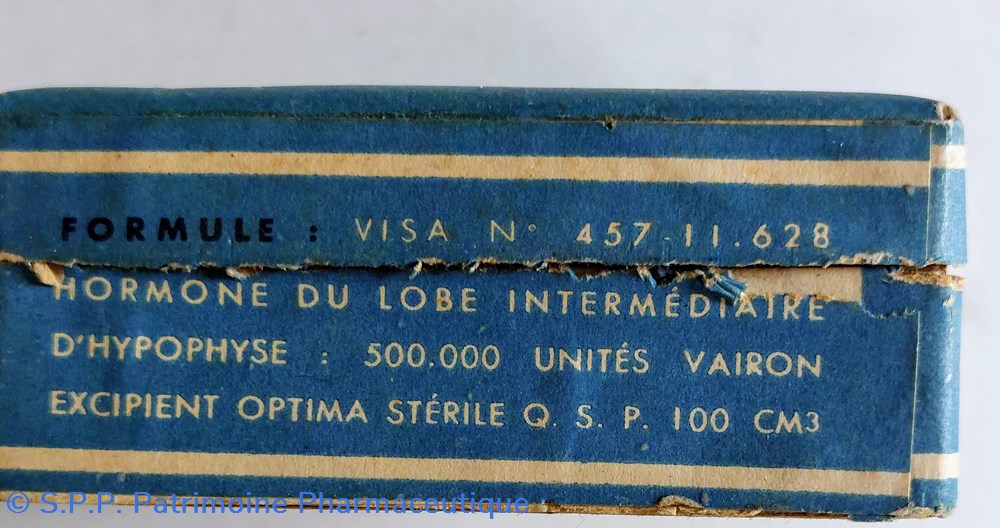 FORMULE : VISA N° 457-11.628
HORMONE DU LOBE INTERMÉDIAIRE
D'HYPOPHYSE : 500.000 UNITÉS VAIRON
EXCIPIENT OPTIMA STÉRILE Q. S. P. 100 CM3
© S.P.P. Patrimoine Pharmaceutique